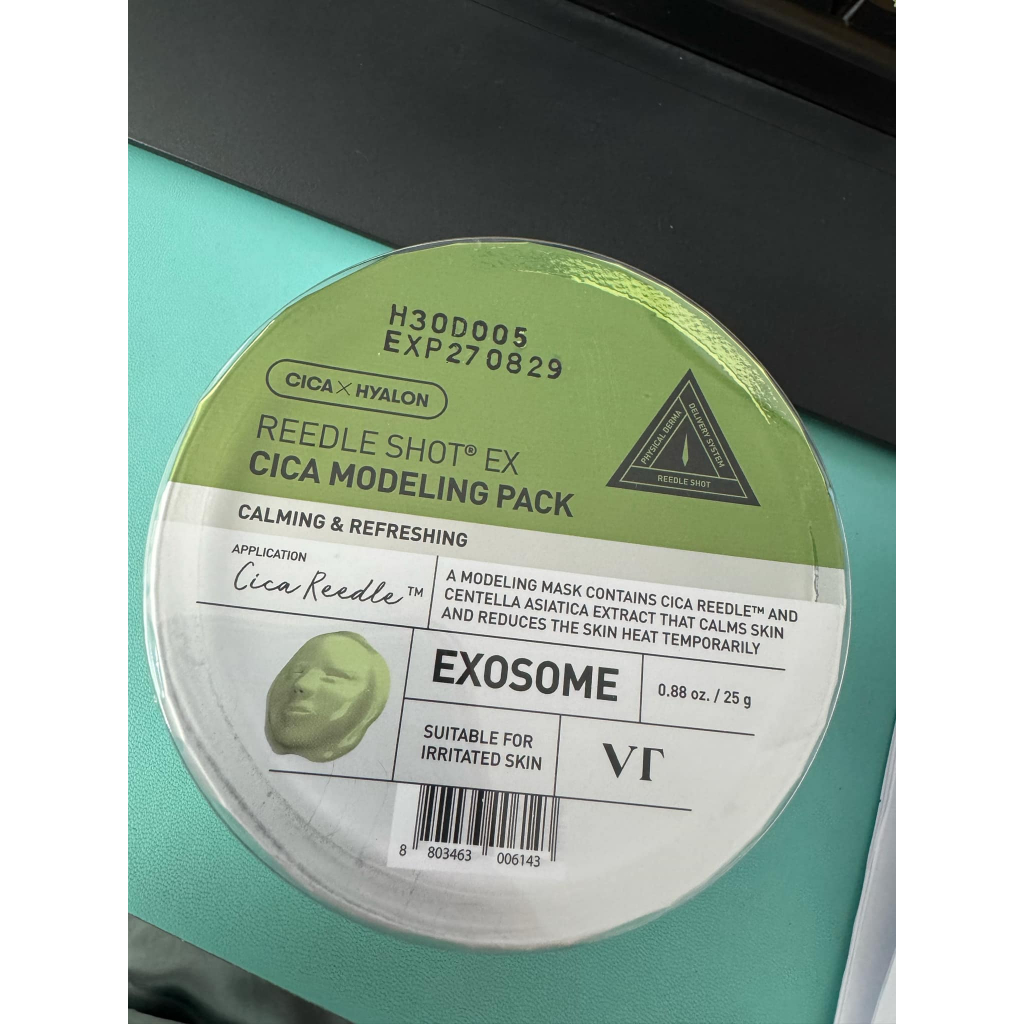 H30D005
EXP270829
CICA×HYALON
REEDLE SHOT® EX
CICA MODELING PACK
PHYSICAL DERMA
DELIVERY SYSTEM
REEDLE SHOT
CALMING & REFRESHING
APPLICATION
Cica Reedle™
A MODELING MASK CONTAINS CICA REEDLE™ AND
CENTELLA ASIATICA EXTRACT THAT CALMS SKIN
AND REDUCES THE SKIN HEAT TEMPORARILY
EXOSOME
0.88 oz. / 25 g
SUITABLE FOR
IRRITATED SKIN
VT
8 803463 006143